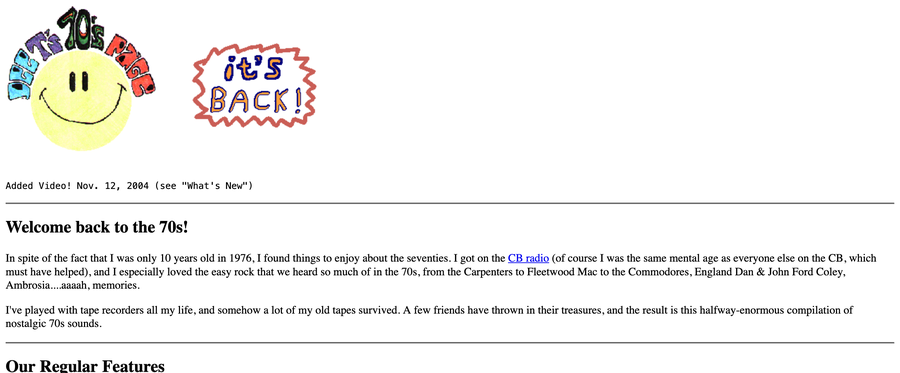 DEE T's 70's PAGE
it's
BACK!
Added Video! Nov. 12, 2004 (see "What's New")
Welcome back to the 70s!
In spite of the fact that I was only 10 years old in 1976, I found things to enjoy about the seventies. I got on the CB radio (of course I was the same mental age as everyone else on the CB, which
must have helped), and I especially loved the easy rock that we heard so much of in the 70s, from the Carpenters to Fleetwood Mac to the Commodores, England Dan & John Ford Coley,
Ambrosia....aaaah, memories.
I've played with tape recorders all my life, and somehow a lot of my old tapes survived. A few friends have thrown in their treasures, and the result is this halfway-enormous compilation of
nostalgic 70s sounds.
Our Regular Features